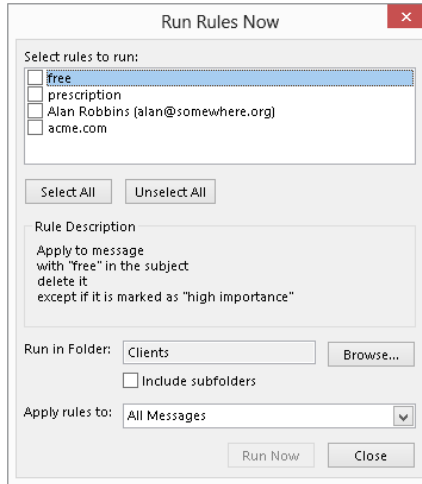 Run Rules Now
Select rules to run:
free
prescription
Alan Robbins (alan@somewhere.org)
acme.com
Select All Unselect All
Rule Description
Apply to message
with "free" in the subject
delete it
except if it is marked as "high importance"
Run in Folder: Clients Browse...
Include subfolders
Apply rules to: All Messages
Run Now Close